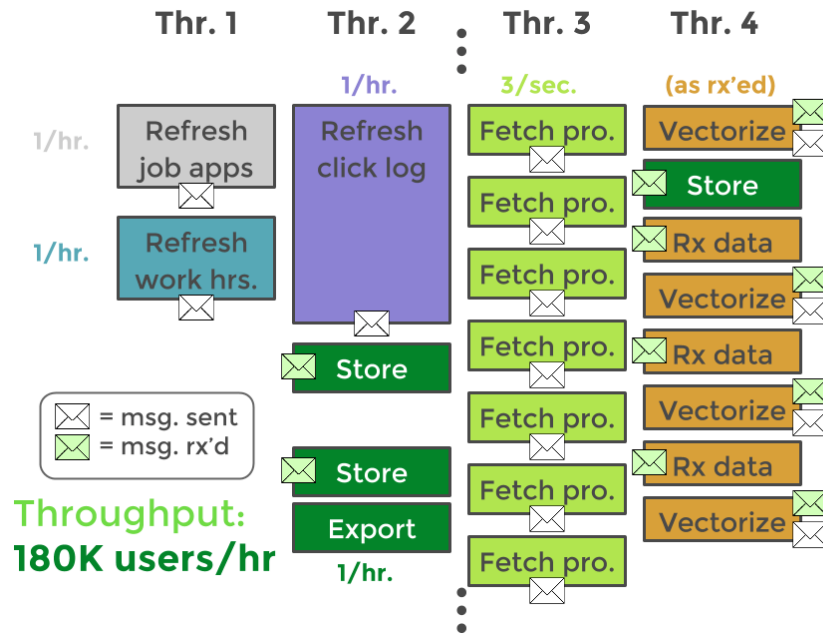 Thr. 1
Thr. 2
Thr. 3
Thr. 4
1/hr.
3/sec.
(as rx'ed)
1/hr.
Refresh
job apps
1/hr.
Refresh
work hrs.
Refresh
click log
Store
Store
Export
1/hr.
Fetch pro.
Fetch pro.
Fetch pro.
Fetch pro.
Fetch pro.
Fetch pro.
Fetch pro.
Vectorize
Store
Rx data
Vectorize
Rx data
Vectorize
Rx data
Vectorize
= msg. sent
= msg. rx'd
Throughput:
180K users/hr